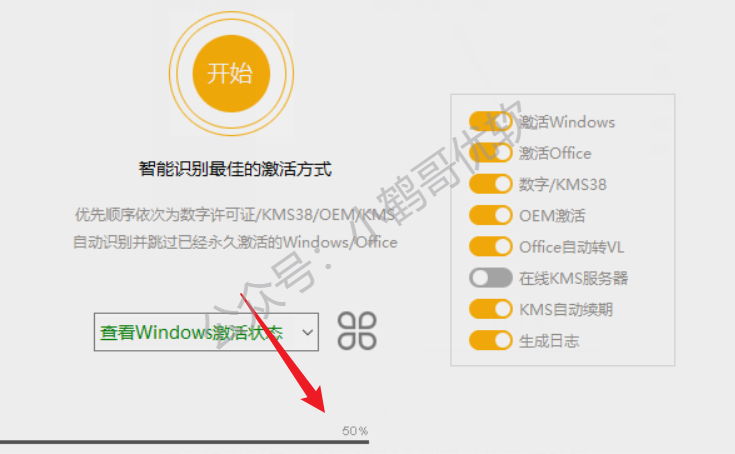 开始
智能识别最佳的激活方式
优先顺序依次为数字许可证/KMS38/OEM/KMS
自动识别并跳过已经永久激活的Windows/Office
查看Windows激活状态
激活Windows
激活Office
数字/KMS38
OEM激活
Office自动转VL
在线KMS服务器
KMS自动续期
生成日志
公众号：小鹤哥优软
50%